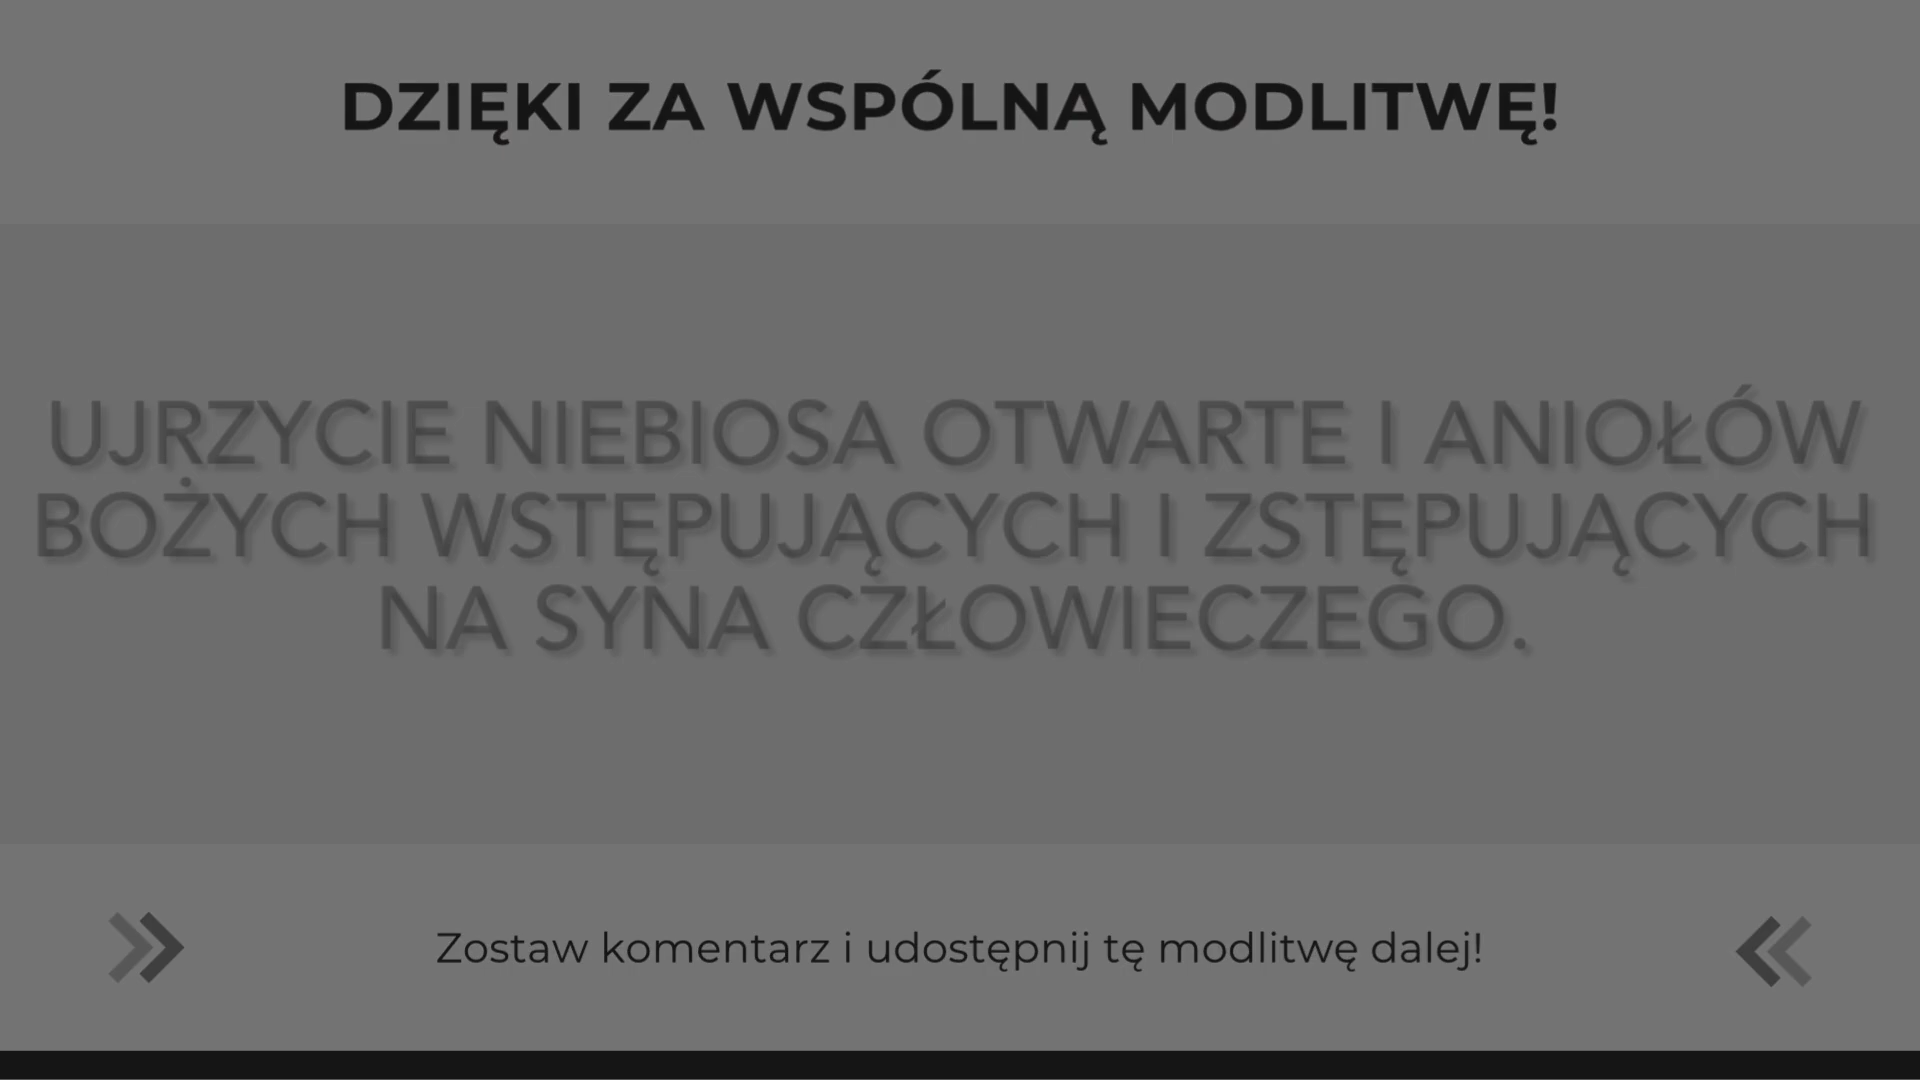 DZIĘKI ZA WSPÓLNĄ MODLITWĘ!
UJRZYCIE NIEBIOSA OTWARTE I ANIOŁÓW
BOŻYCH WSTĘPUJĄCYCH I ZSTĘPUJĄCYCH
NA SYNA CZŁOWIECZEGO.
Zostaw komentarz i udostępnij tę modlitwę dalej!